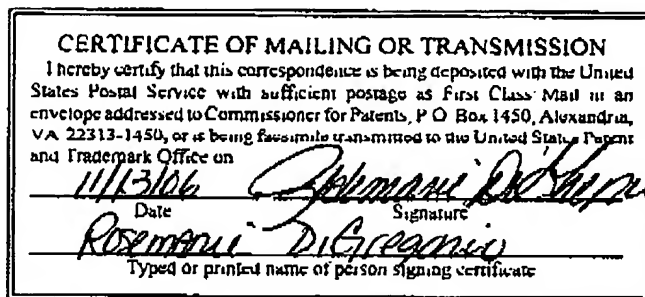 CERTIFICATE OF MAILING OR TRANSMISSION
I hereby certify that this correspondence is being deposited with the United
States Postal Service with sufficient postage as First Class Mail in an
envelope addressed to Commissioner for Patents, P O Box 1450, Alexandria,
VA 22313-1450, or is being facsimile transmitted to the United States Patent
and Trademark Office on
11/13/06 Rosemarie DiGregorio
Date Signature
Rosemarie DiGregorio
Typed or printed name of person signing certificate